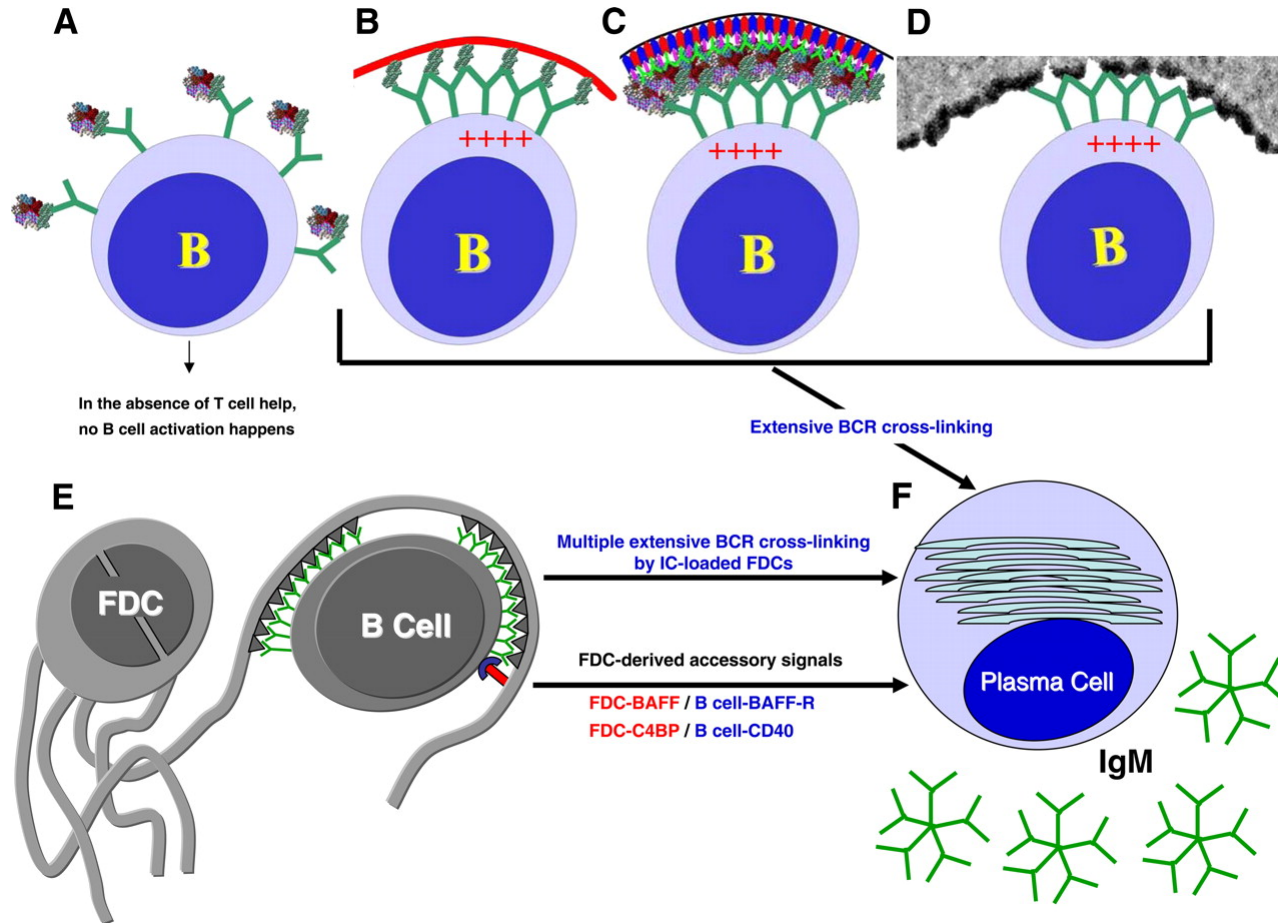 A
B
C
D
++++
++++
++++
B
B
B
B
In the absence of T cell help,
no B cell activation happens
Extensive BCR cross-linking
E
F
FDC
B Cell
Multiple extensive BCR cross-linking
by IC-loaded FDCs
FDC-derived accessory signals
FDC-BAFF / B cell-BAFF-R
FDC-C4BP / B cell-CD40
Plasma Cell
IgM